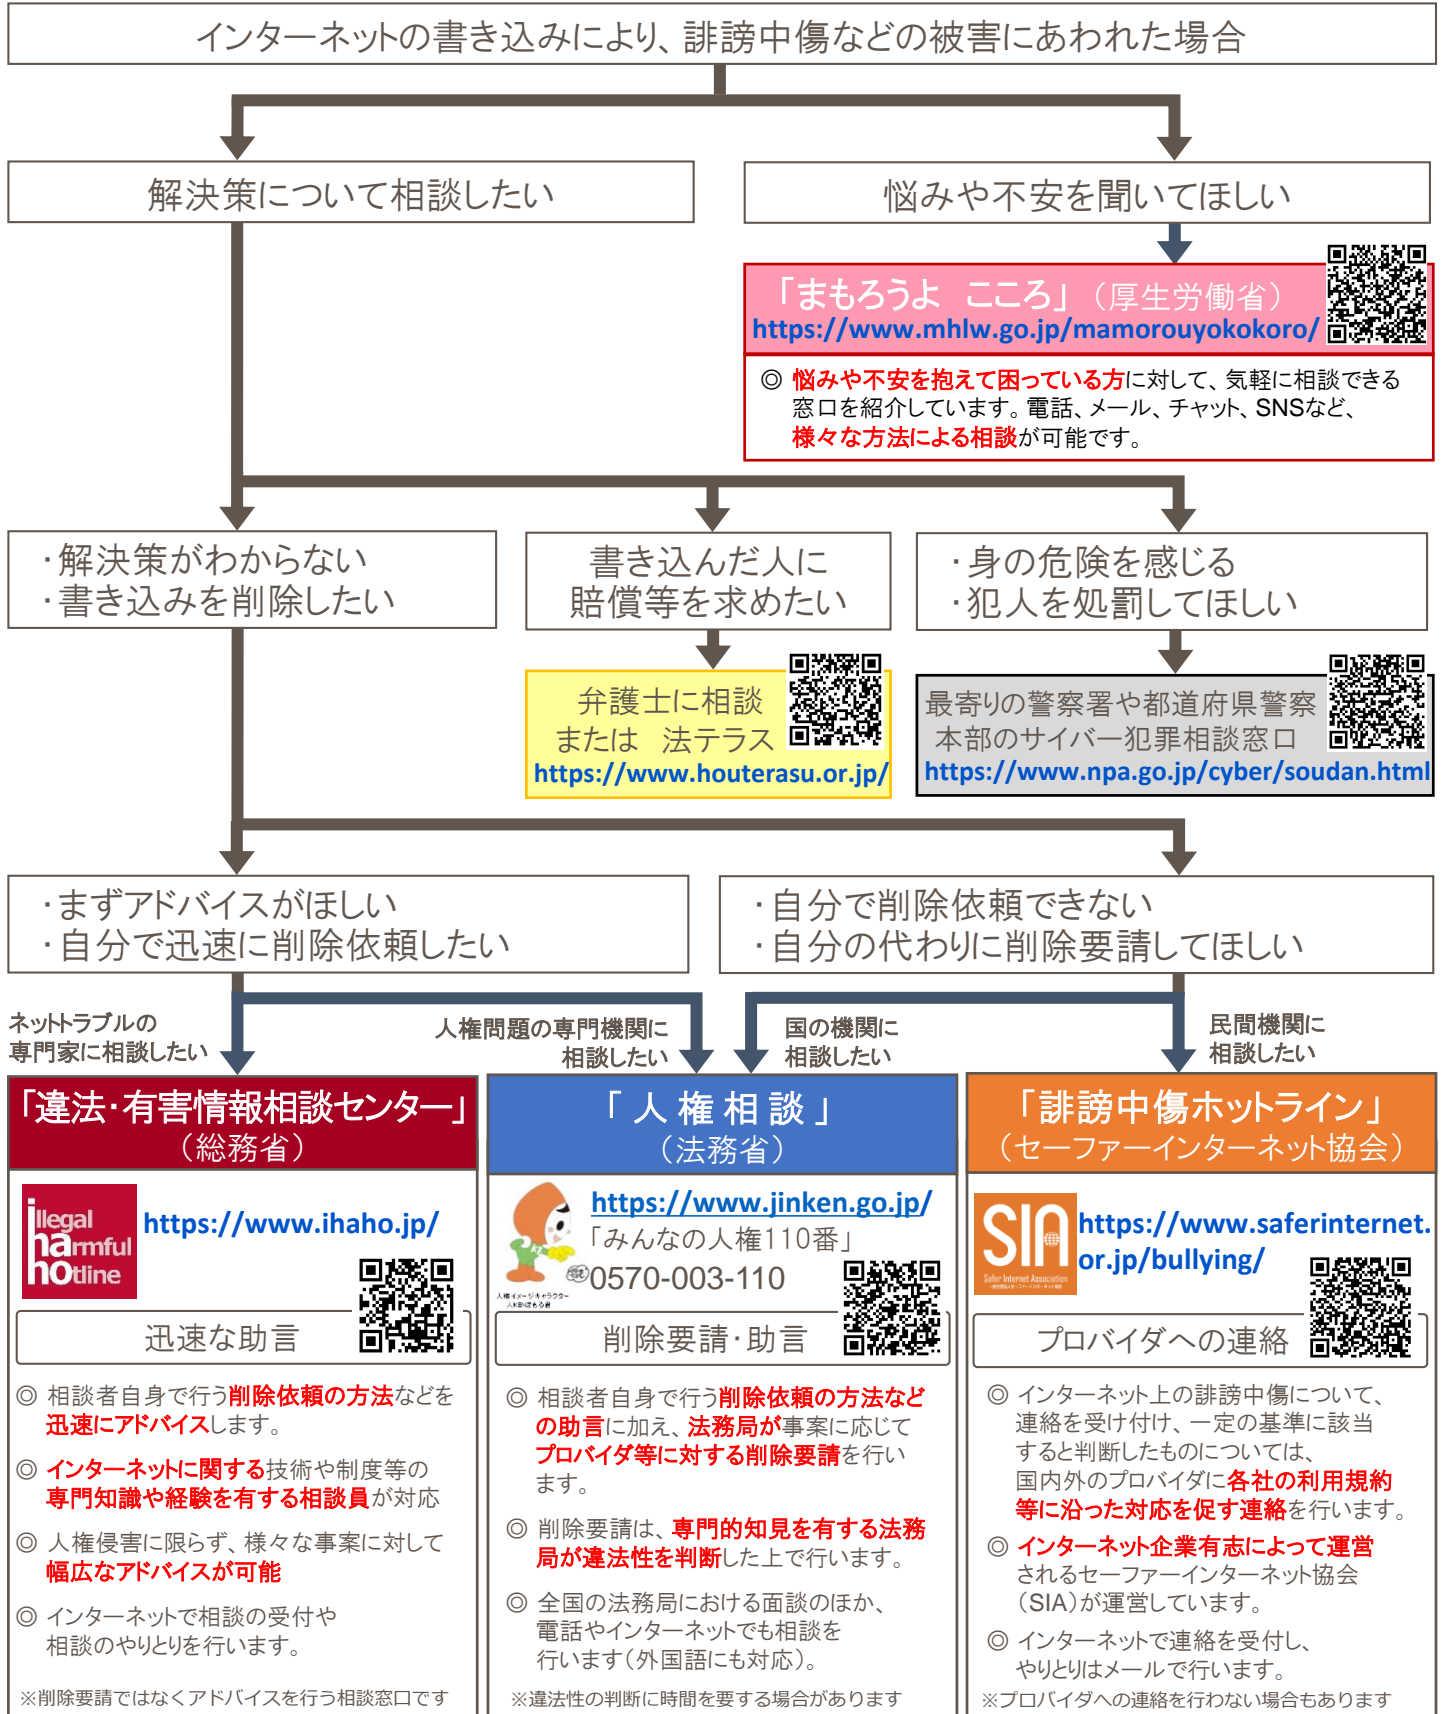 インターネットの書き込みにより、誹謗中傷などの被害にあわれた場合
解決策について相談したい
悩みや不安を聞いてほしい
「まもろうよ こころ」（厚生労働省）
https://www.mhlw.go.jp/mamorouyokokoro/
◎ 悩みや不安を抱えて困っている方に対して、気軽に相談できる
窓口を紹介しています。電話、メール、チャット、SNSなど、
様々な方法による相談が可能です。
・解決策がわからない
・書き込みを削除したい
書き込んだ人に
賠償等を求めたい
・身の危険を感じる
・犯人を処罰してほしい
弁護士に相談
または 法テラス
https://www.houterasu.or.jp/
最寄りの警察署や都道府県警察
本部のサイバー犯罪相談窓口
https://www.npa.go.jp/cyber/soudan.html
・まずアドバイスがほしい
・自分で迅速に削除依頼したい
・自分で削除依頼できない
・自分の代わりに削除要請してほしい
ネットトラブルの
専門家に相談したい
人権問題の専門機関に
相談したい
国の機関に
相談したい
民間機関に
相談したい
「違法・有害情報相談センター」
（総務省）
illegal
harmful
hotline
https://www.ihaho.jp/
迅速な助言
◎ 相談者自身で行う削除依頼の方法などを
迅速にアドバイスします。
◎ インターネットに関する技術や制度等の
専門知識や経験を有する相談員が対応
◎ 人権侵害に限らず、様々な事案に対して
幅広なアドバイスが可能
◎ インターネットで相談の受付や
相談のやりとりを行います。
※削除要請ではなくアドバイスを行う相談窓口です
「人権相談」
（法務省）
https://www.jinken.go.jp/
「みんなの人権110番」
0570-003-110
人権イメージキャラクター
人KENまもる君
削除要請・助言
◎ 相談者自身で行う削除依頼の方法など
の助言に加え、法務局が事案に応じて
プロバイダ等に対する削除要請を行い
ます。
◎ 削除要請は、専門的知見を有する法務
局が違法性を判断した上で行います。
◎ 全国の法務局における面談のほか、
電話やインターネットでも相談を
行います（外国語にも対応）。
※違法性の判断に時間を要する場合があります
「誹謗中傷ホットライン」
（セーファーインターネット協会）
SIA
Safer Internet Association
一般社団法人セーファーインターネット協会
https://www.saferinternet.
or.jp/bullying/
プロバイダへの連絡
◎ インターネット上の誹謗中傷について、
連絡を受け付け、一定の基準に該当
すると判断したものについては、
国内外のプロバイダに各社の利用規約
等に沿った対応を促す連絡を行います。
◎ インターネット企業有志によって運営
されるセーファーインターネット協会
（SIA）が運営しています。
◎ インターネットで連絡を受付し、
やりとりはメールで行います。
※プロバイダへの連絡を行わない場合もあります